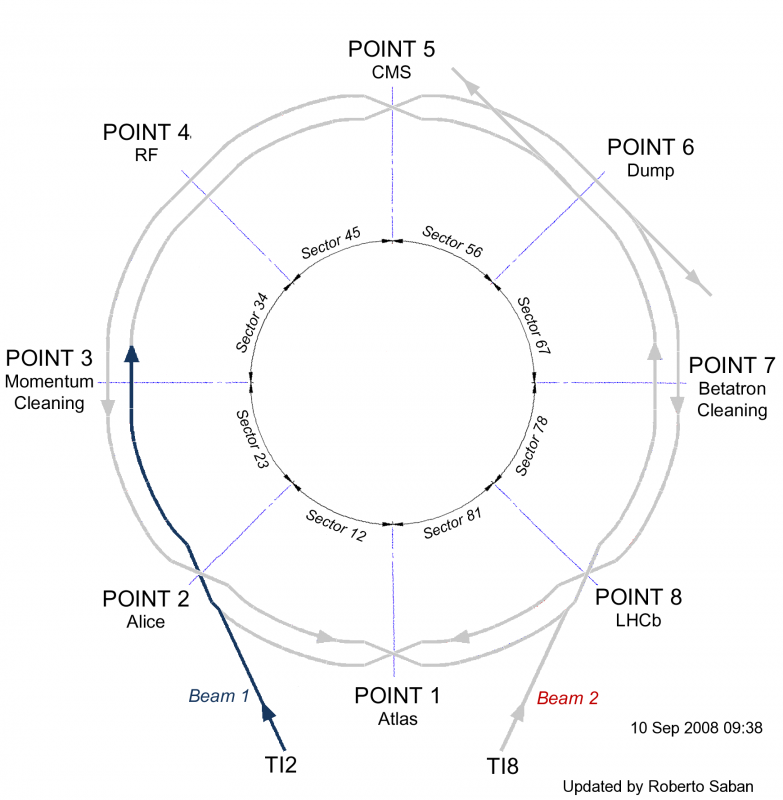 POINT 5
CMS
POINT 4
RF
POINT 6
Dump
Sector 45
Sector 56
Sector 34
Sector 67
POINT 3
Momentum
Cleaning
POINT 7
Betatron
Cleaning
Sector 23
Sector 78
Sector 12
Sector 81
POINT 2
Alice
POINT 8
LHCb
POINT 1
Atlas
Beam 1
Beam 2
10 Sep 2008 09:38
TI2
TI8
Updated by Roberto Saban